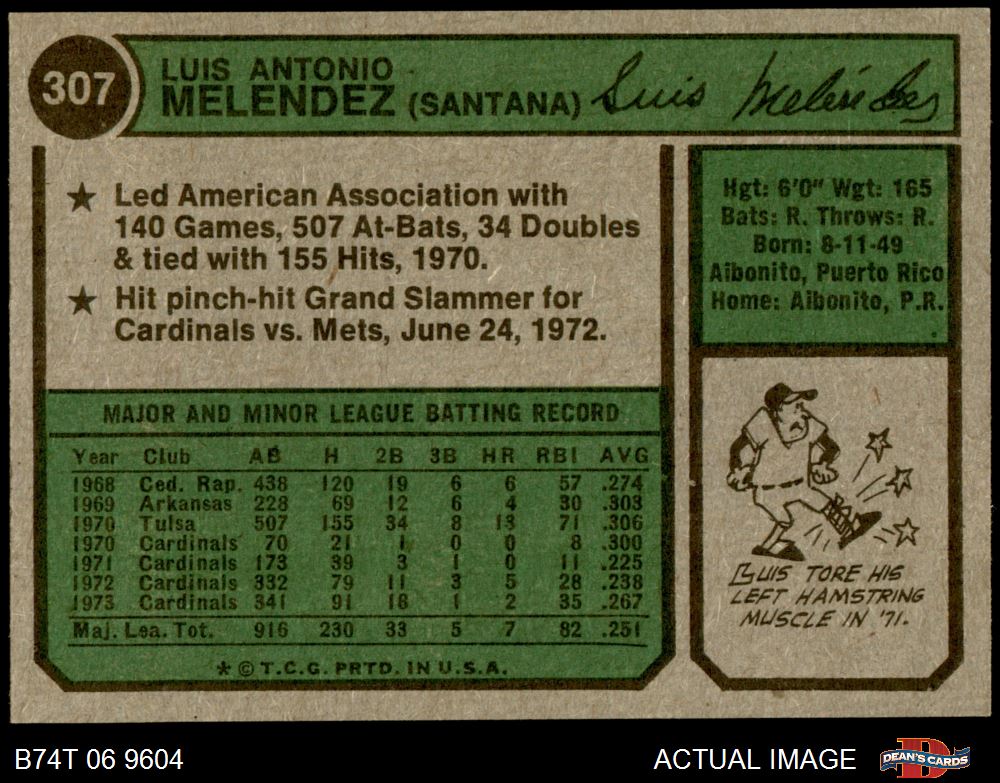 307
LUIS ANTONIO
MELENDEZ (SANTANA) Luis Melendez
★ Led American Association with
140 Games, 507 At-Bats, 34 Doubles
& tied with 155 Hits, 1970.
★ Hit pinch-hit Grand Slammer for
Cardinals vs. Mets, June 24, 1972.
Hgt: 6'0" Wgt: 165
Bats: R. Throws: R.
Born: 8-11-49
Aibonito, Puerto Rico
Home: Aibonito, P.R.
MAJOR AND MINOR LEAGUE BATTING RECORD
Year Club AB H 2B 3B HR RBI AVG
1968 Ced. Rap. 438 120 19 6 6 57 .274
1969 Arkansas 228 69 12 6 4 30 .303
1970 Tulsa 507 155 34 8 13 71 .306
1970 Cardinals 70 21 1 0 0 8 .300
1971 Cardinals 173 39 3 1 0 11 .225
1972 Cardinals 332 79 11 3 5 28 .238
1973 Cardinals 341 91 18 1 2 35 .267
Maj. Lea. Tot. 916 230 33 5 7 82 .251
★ © T.C.G. PRTD. IN U.S.A.
LUIS TORE HIS
LEFT HAMSTRING
MUSCLE IN '71.
B74T 06 9604
ACTUAL IMAGE
DEAN'S CARDS